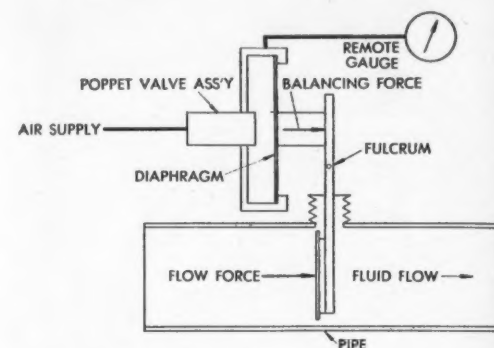 REMOTE
GAUGE
POPPET VALVE ASS'Y
BALANCING FORCE
AIR SUPPLY
FULCRUM
DIAPHRAGM
FLOW FORCE
FLUID FLOW
PIPE